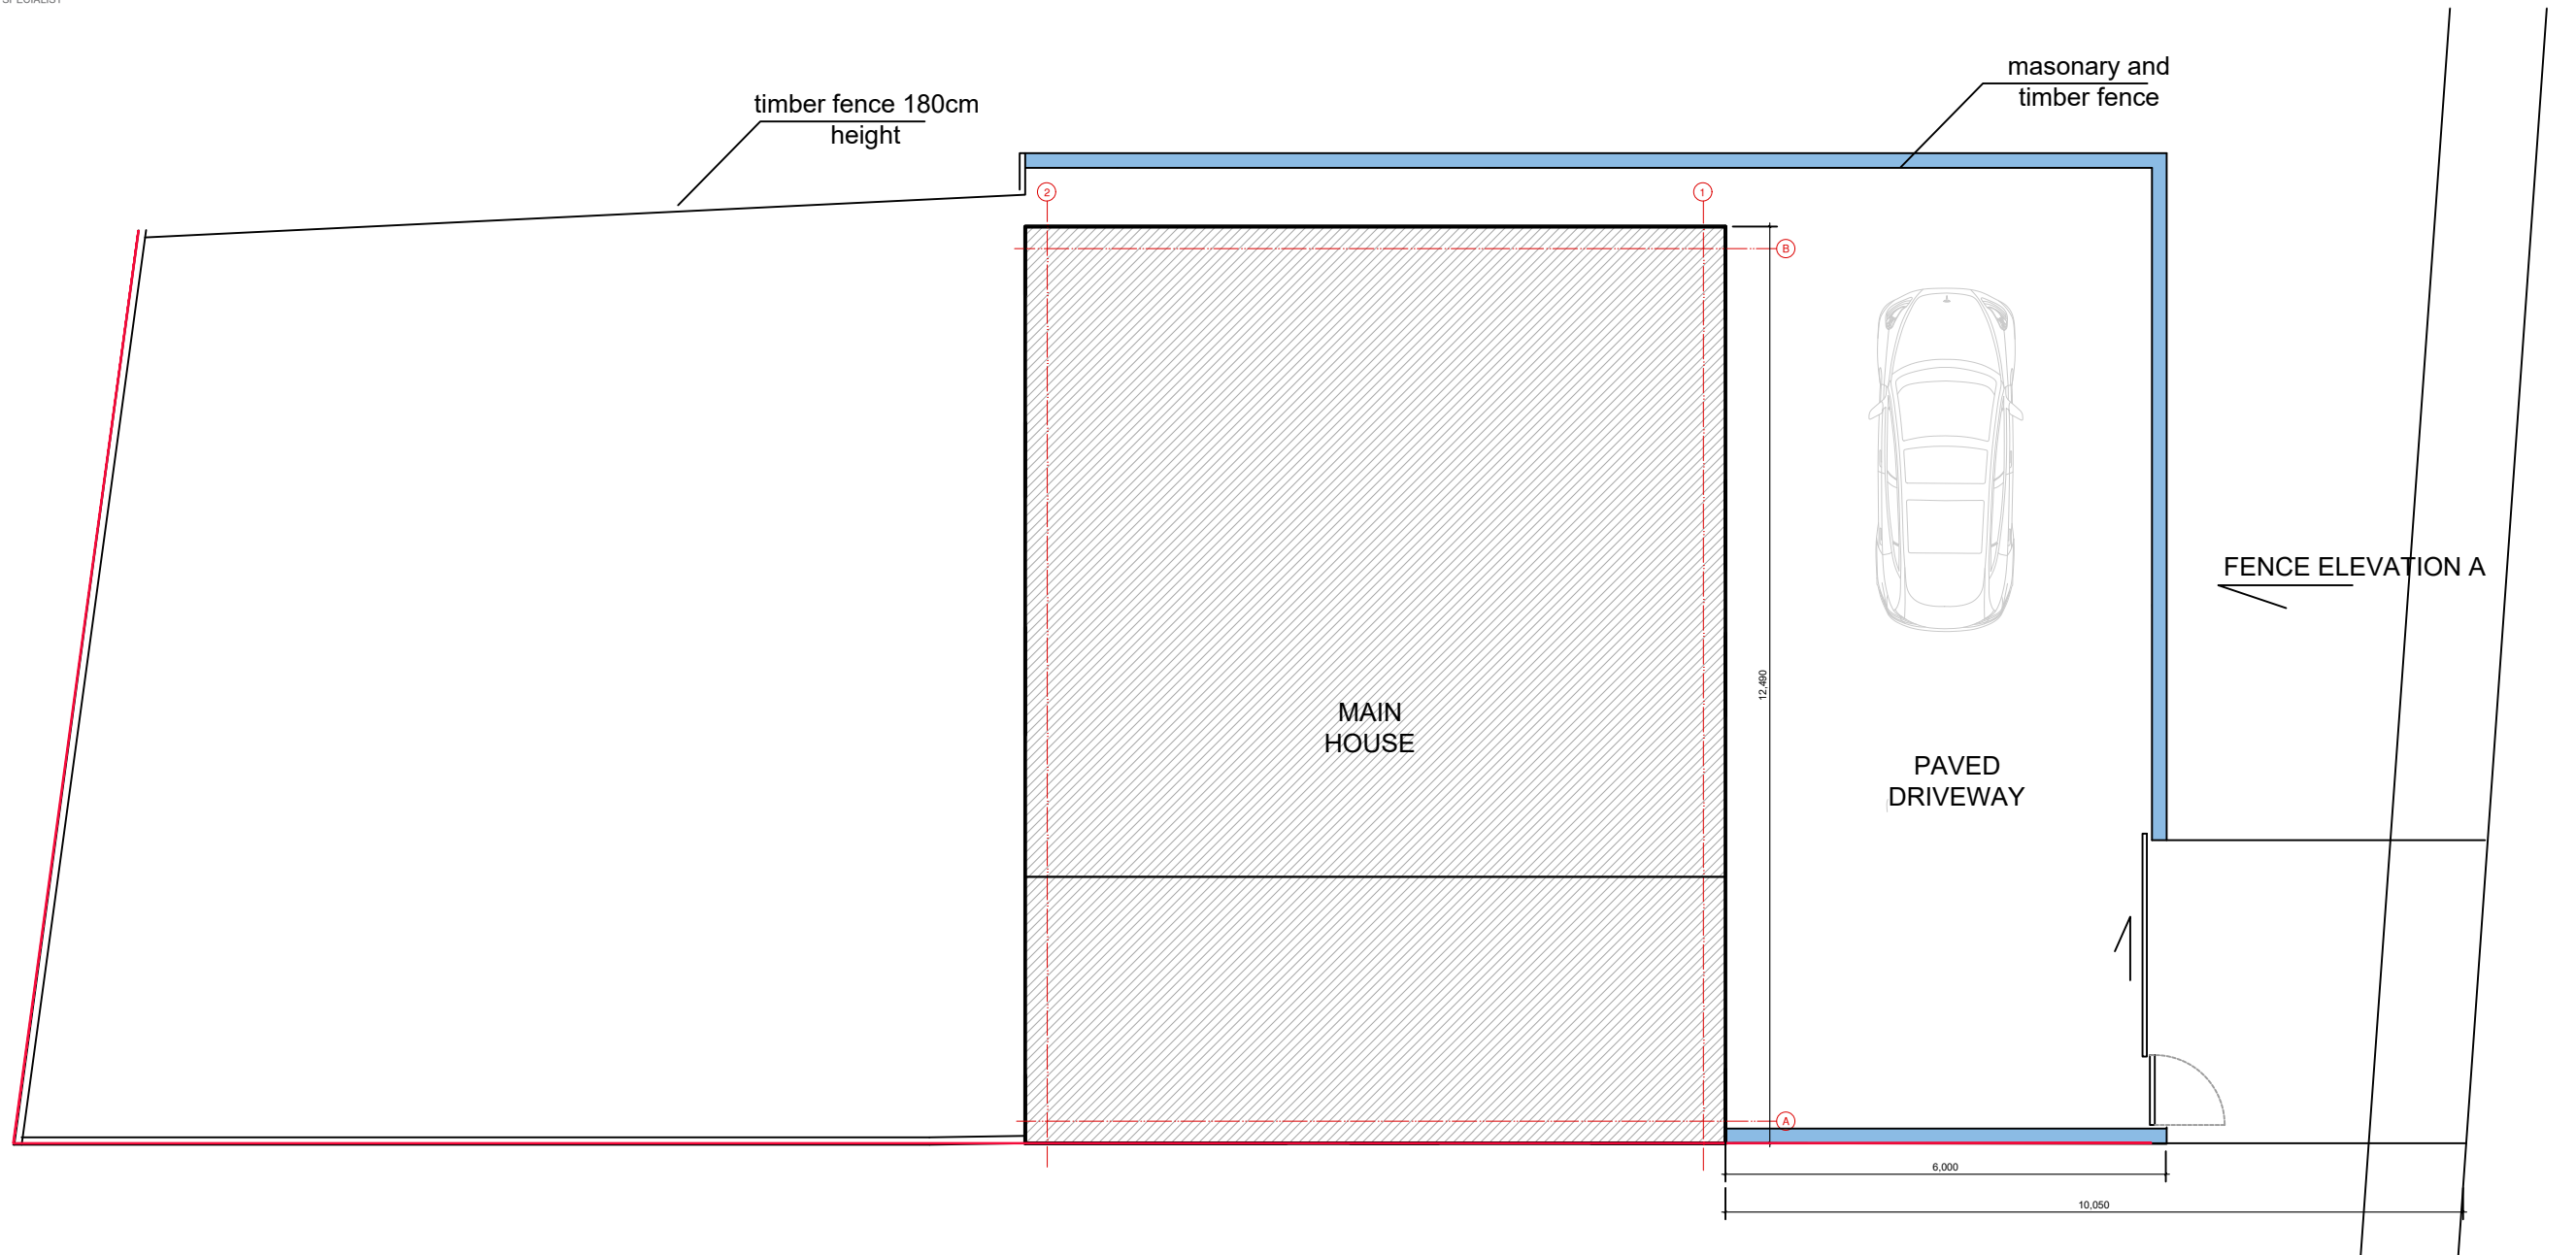 SPECIALIST
masonary and
timber fence
timber fence 180cm
height
2
1
B
FENCE ELEVATION A
12,490
MAIN
HOUSE
PAVED
DRIVEWAY
A
6,000
10,050